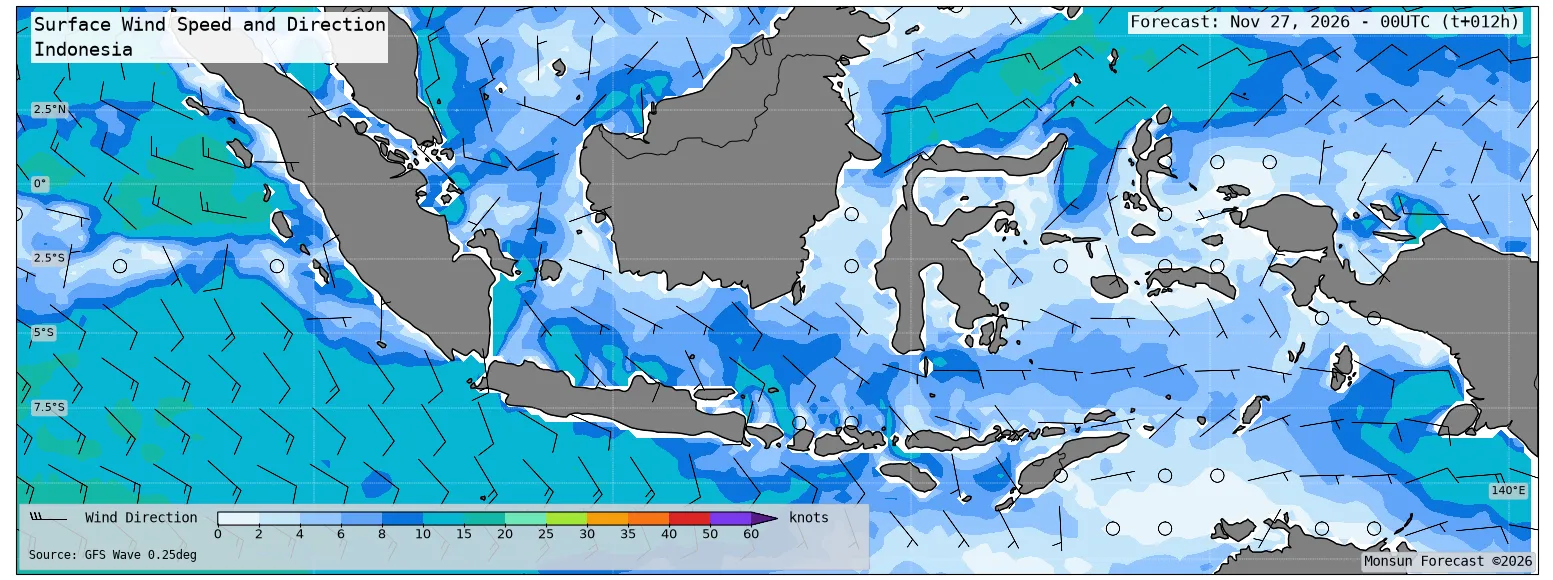 Surface Wind Speed and Direction
Indonesia
Forecast: Nov 27, 2026 - 00UTC (t+012h)
2.5°N
0°
2.5°S
5°S
7.5°S
140°E
Wind Direction
0 2 4 6 8 10 15 20 25 30 35 40 50 60
knots
Source: GFS Wave 0.25deg
Monsun Forecast ©2026